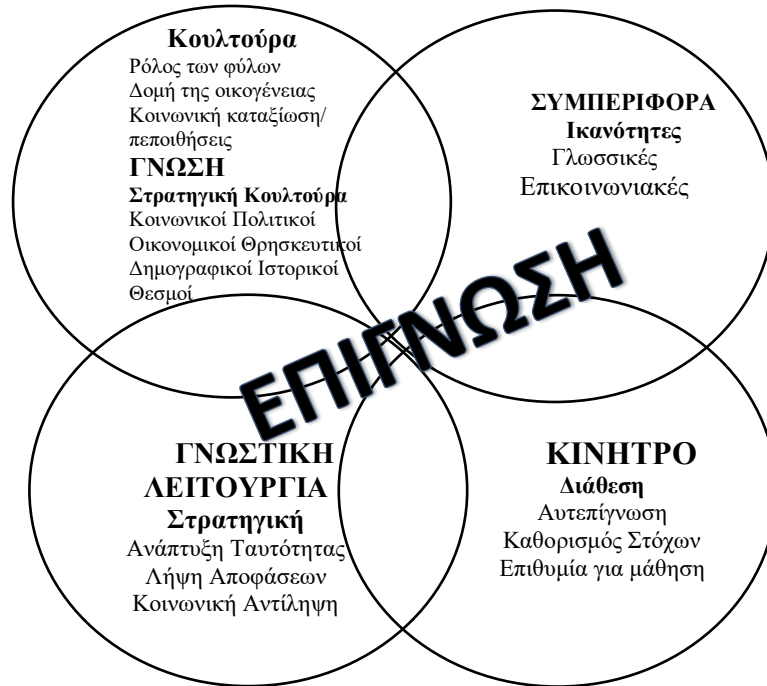 Κουλτούρα
Ρόλος των φύλων
Δομή της οικογένειας
Κοινωνική καταξίωση/
πεποιθήσεις
ΓΝΩΣΗ
Στρατηγική Κουλτούρα
Κοινωνικοί Πολιτικοί
Οικονομικοί Θρησκευτικοί
Δημογραφικοί Ιστορικοί
Θεσμοί
ΣΥΜΠΕΡΙΦΟΡΑ
Ικανότητες
Γλωσσικές
Επικοινωνιακές
ΕΠΙΓΝΩΣΗ
ΓΝΩΣΤΙΚΗ
ΛΕΙΤΟΥΡΓΙΑ
Στρατηγική
Ανάπτυξη Ταυτότητας
Λήψη Αποφάσεων
Κοινωνική Αντίληψη
ΚΙΝΗΤΡΟ
Διάθεση
Αυτεπίγνωση
Καθορισμός Στόχων
Επιθυμία για μάθηση